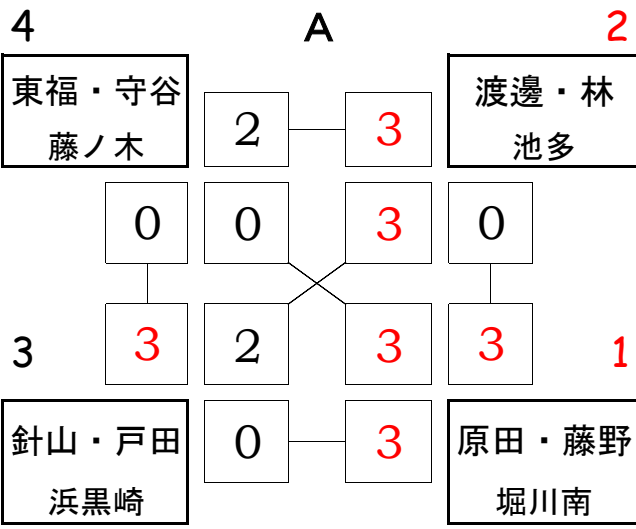 4 A 2
東福・守谷
藤ノ木
2 3
渡邊・林
池多
0 0 3 0
3 2 3 3
3 1
針山・戸田
浜黒崎
0 3
原田・藤野
堀川南